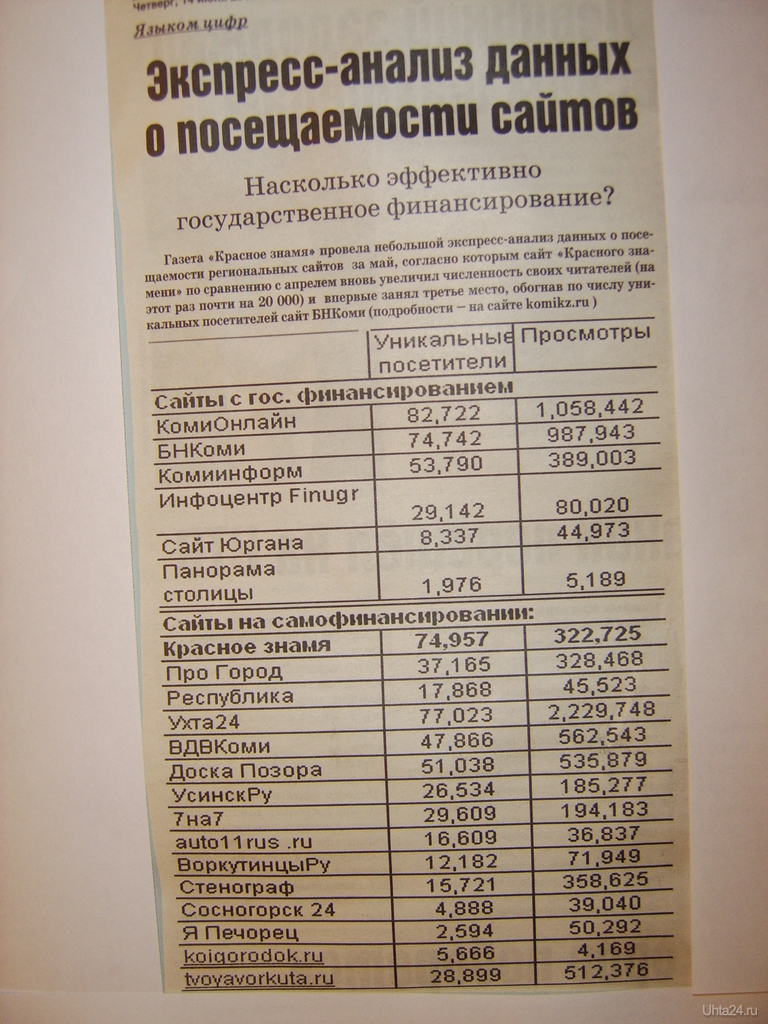 Четверг, 14
Языком цифр
Экспресс-анализ данных
о посещаемости сайтов
Насколько эффективно
государственное финансирование?
Газета «Красное знамя» провела небольшой экспресс-анализ данных о посе-
щаемости региональных сайтов за май, согласно которым сайт «Красного зна-
мени» по сравнению с апрелем вновь увеличил численность своих читателей (на
этот раз почти на 20 000) и впервые занял третье место, обогнав по числу уни-
кальных посетителей сайт БНКоми (подробности – на сайте komikz.ru )
Уникальные посетители Просмотры
Сайты с гос. финансированием
КомиОнлайн 82,722 1,058,442
БНКоми 74,742 987,943
Комиинформ 53,790 389,003
Инфоцентр Finugr 29,142 80,020
Сайт Юргана 8,337 44,973
Панорама
столицы 1,976 5,189
Сайты на самофинансировании:
Красное знамя 74,957 322,725
Про Город 37,165 328,468
Республика 17,868 45,523
Ухта24 77,023 2,229,748
ВДВКоми 47,866 562,543
Доска Позора 51,038 535,879
УсинскРу 26,534 185,277
7на7 29,609 194,183
auto11rus .ru 16,609 36,837
ВоркутинцыРу 12,182 71,949
Стенограф 15,721 358,625
Сосногорск 24 4,888 39,040
Я Печорец 2,594 50,292
koigorodok.ru 5,666 4,169
tvoyavorkuta.ru 28,899 512,376
Uhta24.ru